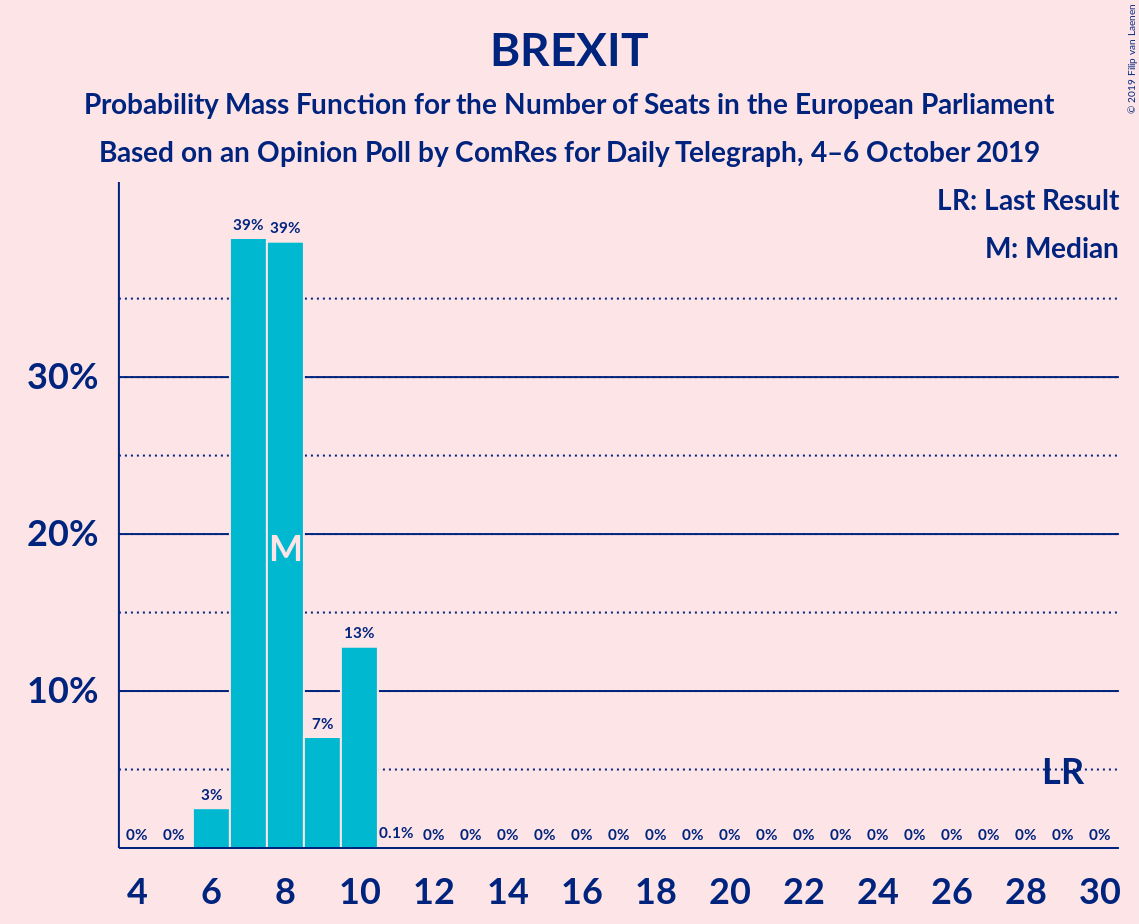 BREXIT
Probability Mass Function for the Number of Seats in the European Parliament
Based on an Opinion Poll by ComRes for Daily Telegraph, 4–6 October 2019
© 2019 Filip van Laenen
LR: Last Result
M: Median
39% 39%
30%
20%
M
13%
10%
7%
LR
3%
0% 0% 0.1% 0% 0% 0% 0% 0% 0% 0% 0% 0% 0% 0% 0% 0% 0% 0% 0% 0% 0% 0%
4 6 8 10 12 14 16 18 20 22 24 26 28 30